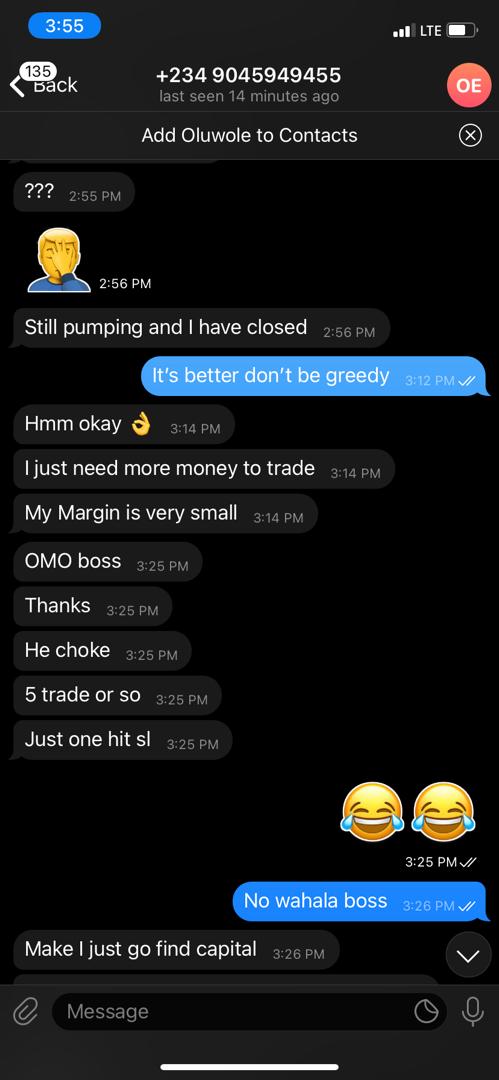 3:55
LTE
135
Back
+234 9045949455
last seen 14 minutes ago
OE
Add Oluwole to Contacts
??? 2:55 PM
2:56 PM
Still pumping and I have closed 2:56 PM
It's better don't be greedy 3:12 PM
Hmm okay 👌 3:14 PM
I just need more money to trade 3:14 PM
My Margin is very small 3:14 PM
OMO boss 3:25 PM
Thanks 3:25 PM
He choke 3:25 PM
5 trade or so 3:25 PM
Just one hit sl 3:25 PM
3:25 PM
No wahala boss 3:26 PM
Make I just go find capital 3:26 PM
Message